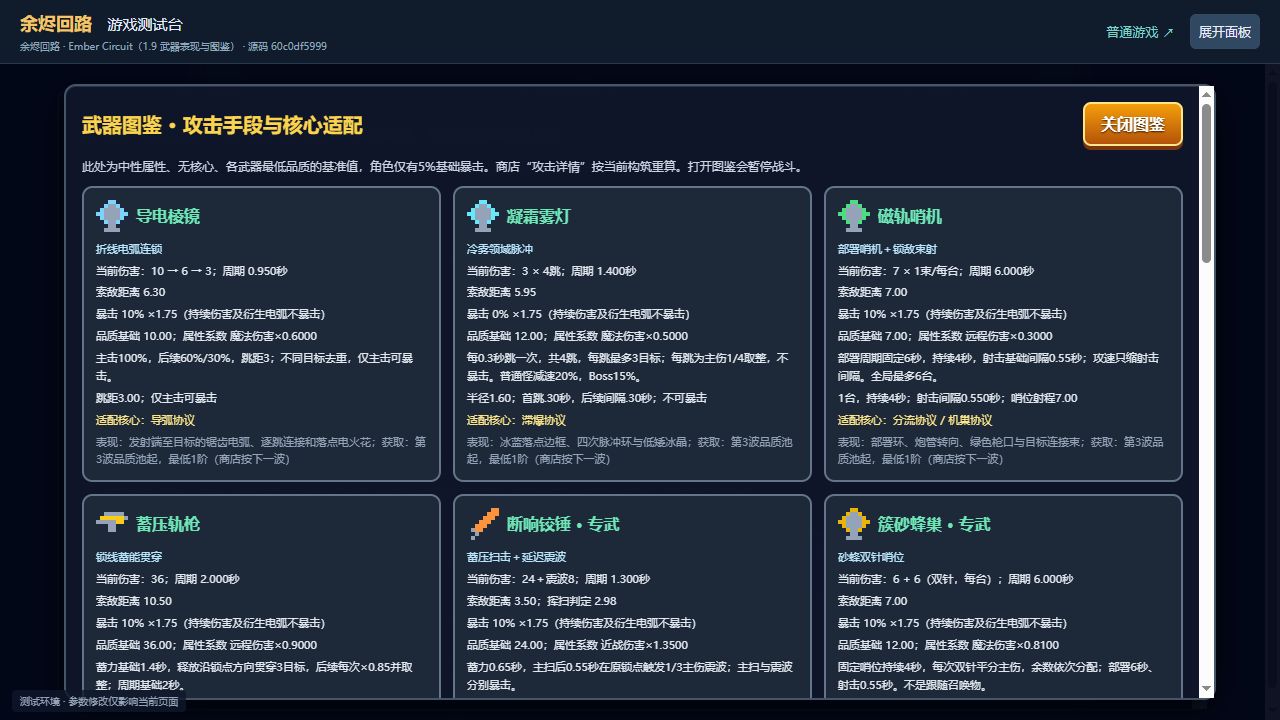 余烬回路 游戏测试台
余烬回路 · Ember Circuit（1.9 武器表现与图鉴） · 源码 60c0df5999
普通游戏 ↗
展开面板
武器图鉴 • 攻击手段与核心适配
关闭图鉴
此处为中性属性、无核心、各武器最低品质的基准值，角色仅有5%基础暴击。商店“攻击详情”按当前构筑重算。打开图鉴会暂停战斗。
导电棱镜
折线电弧连锁
当前伤害：10 → 6 → 3；周期 0.950秒
索敌距离 6.30
暴击 10% ×1.75（持续伤害及衍生电弧不暴击）
品质基础 10.00；属性系数 魔法伤害×0.6000
主击100%，后续60%/30%，跳距3；不同目标去重，仅主击可暴
击。
跳距3.00；仅主击可暴击
适配核心：导弧协议
表现：发射端至目标的锯齿电弧、逐跳连接和落点电火花；获取：第
3波品质池起，最低1阶（商店按下一波）
凝霜雾灯
冷雾领域脉冲
当前伤害：3 × 4跳；周期 1.400秒
索敌距离 5.95
暴击 0% ×1.75（持续伤害及衍生电弧不暴击）
品质基础 12.00；属性系数 魔法伤害×0.5000
每0.3秒跳一次，共4跳，每跳最多3目标；每跳为主伤1/4取整，不
暴击。普通怪减速20%，Boss15%。
半径1.60；首跳.30秒，后续间隔.30秒；不可暴击
适配核心：滞爆协议
表现：冰蓝落点边框、四次脉冲环与低矮冰晶；获取：第3波品质池
起，最低1阶（商店按下一波）
磁轨哨机
部署哨机＋锁敌束射
当前伤害：7 × 1束/每台；周期 6.000秒
索敌距离 7.00
暴击 10% ×1.75（持续伤害及衍生电弧不暴击）
品质基础 7.00；属性系数 远程伤害×0.3000
部署周期固定6秒，持续4秒，射击基础间隔0.55秒；攻速只缩射击
间隔。全局最多6台。
1台，持续4秒；射击间隔0.550秒；哨位射程7.00
适配核心：分流协议 / 机巢协议
表现：部署环、炮管转向、绿色枪口与目标连接束；获取：第3波品
质池起，最低1阶（商店按下一波）
蓄压轨枪
锁线蓄能贯穿
当前伤害：36；周期 2.000秒
索敌距离 10.50
暴击 10% ×1.75（持续伤害及衍生电弧不暴击）
品质基础 36.00；属性系数 远程伤害×0.9000
蓄力基础1.4秒，释放沿锁点方向贯穿3目标，后续每次×0.85并取
整；周期基础2秒。
断响铰锤 • 专武
蓄压扫击＋延迟震波
当前伤害：24＋震波8；周期 1.300秒
索敌距离 3.50；挥扫判定 2.98
暴击 10% ×1.75（持续伤害及衍生电弧不暴击）
品质基础 24.00；属性系数 近战伤害×1.3500
蓄力0.65秒，主扫后0.55秒在原锁点触发1/3主伤震波；主扫与震波
分别暴击。
簇砂蜂巢 • 专武
砂蜂双针哨位
当前伤害：6 + 6（双针，每台）；周期 6.000秒
索敌距离 7.00
暴击 10% ×1.75（持续伤害及衍生电弧不暴击）
品质基础 12.00；属性系数 魔法伤害×0.8100
固定哨位持续4秒，每次双针平分主伤，余数依次分配；部署6秒、
射击0.55秒。不是跟随召唤物。
测试环境 · 参数修改仅影响当前页面